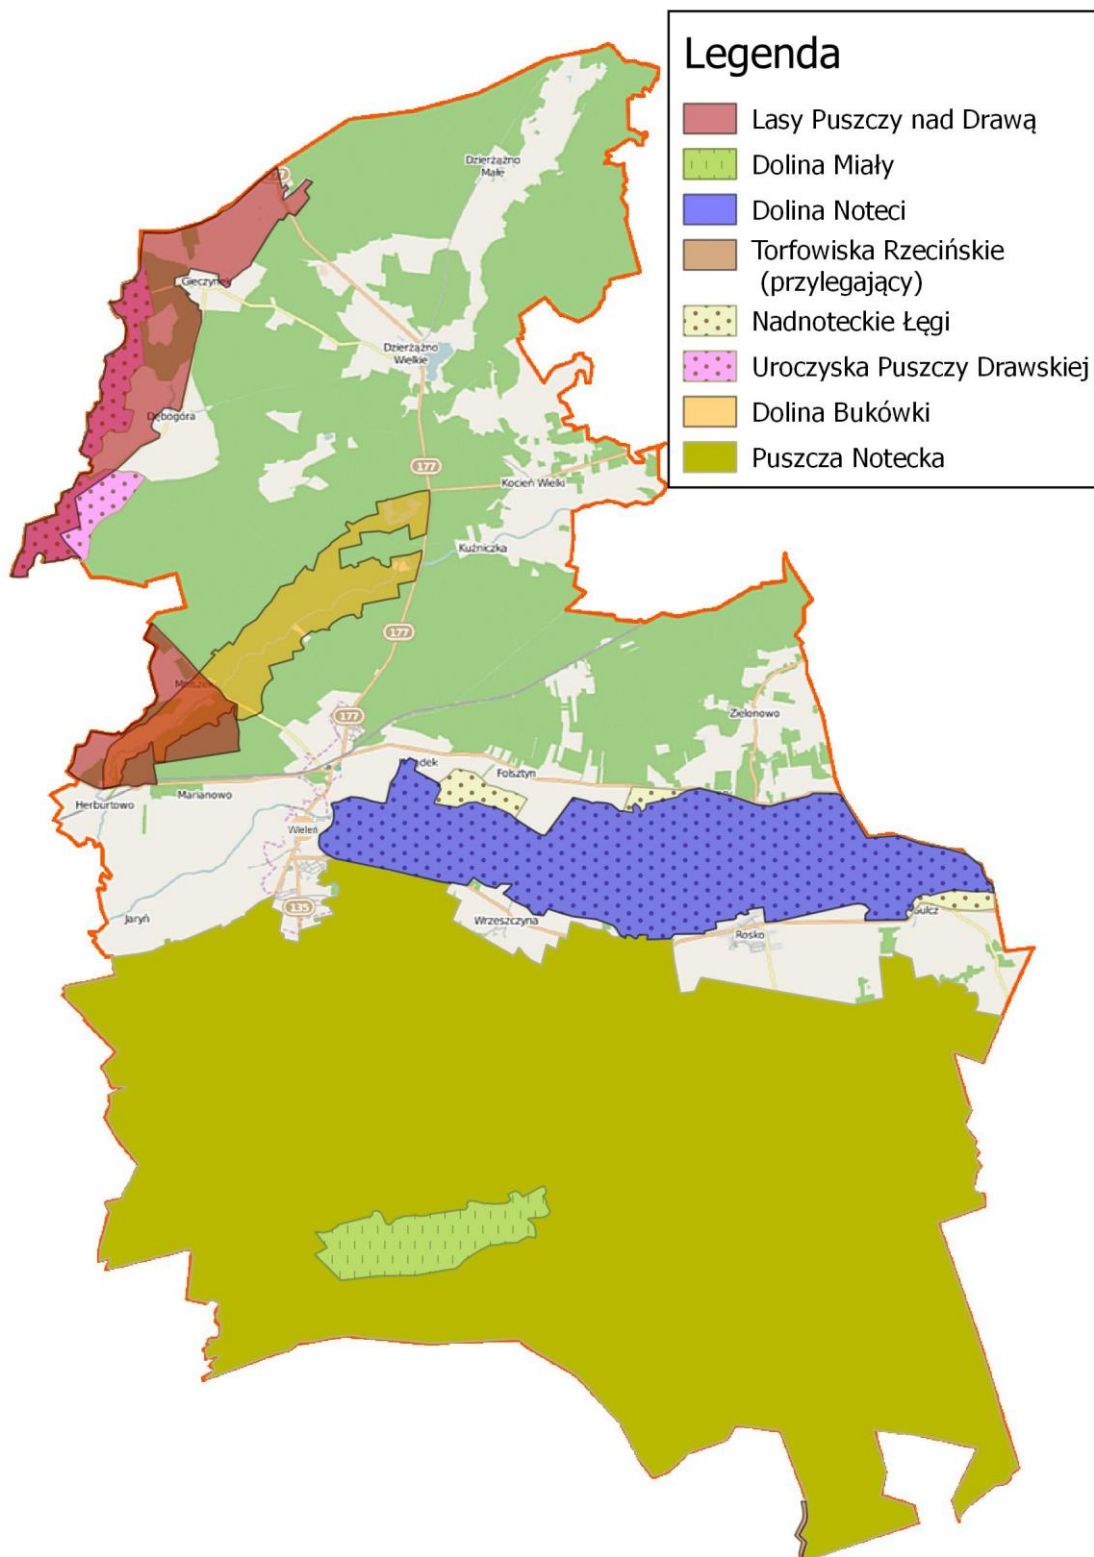 Legenda
Lasy Puszczy nad Drawą
Dolina Miały
Dolina Noteci
Torfowiska Rzecińskie
(przylegający)
Nadnoteckie Łęgi
Uroczyska Puszczy Drawskiej
Dolina Bukówki
Puszcza Notecka
Dzierżążno
Małe
Dzierżążno
Wielkie
Dębogóra
177
Kocień Wielki
Kuźniczka
177
177
Zielonowo
Folsztyn
Marianowo
Herburtowo
Wieleń
135
Jaryń
Wrzeszczyna
Rosko
Gulcz